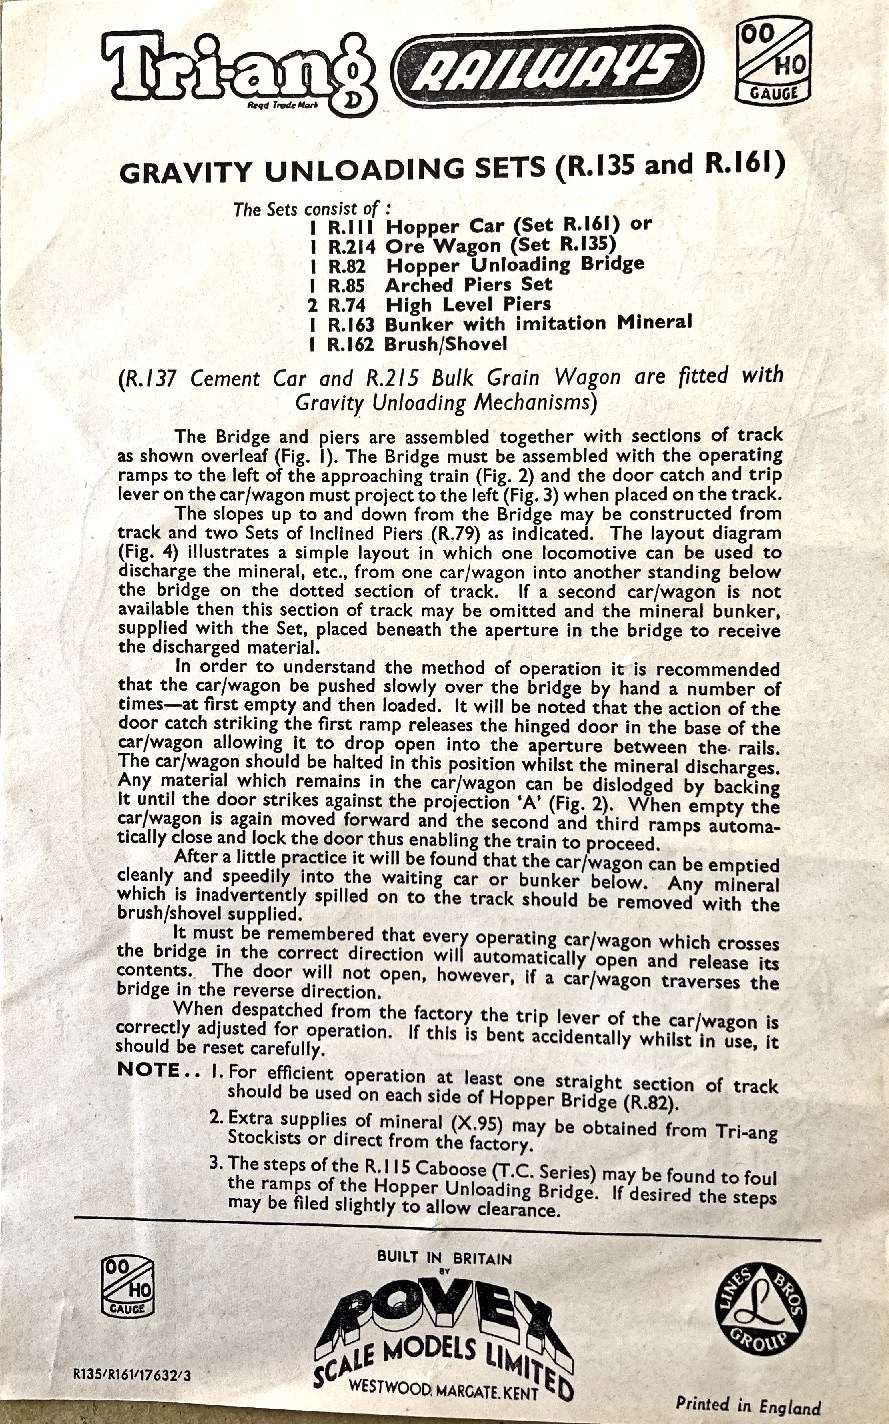 Tri-ang RAILWAYS
Regd Trade Mark
OO/HO GAUGE
GRAVITY UNLOADING SETS (R.135 and R.161)
The Sets consist of :
1 R.111 Hopper Car (Set R.161) or
1 R.214 Ore Wagon (Set R.135)
1 R.82 Hopper Unloading Bridge
1 R.85 Arched Piers Set
2 R.74 High Level Piers
1 R.163 Bunker with imitation Mineral
1 R.162 Brush/Shovel
(R.137 Cement Car and R.215 Bulk Grain Wagon are fitted with
Gravity Unloading Mechanisms)
The Bridge and piers are assembled together with sections of track
as shown overleaf (Fig. 1). The Bridge must be assembled with the operating
ramps to the left of the approaching train (Fig. 2) and the door catch and trip
lever on the car/wagon must project to the left (Fig. 3) when placed on the track.
The slopes up to and down from the Bridge may be constructed from
track and two Sets of Inclined Piers (R.79) as indicated. The layout diagram
(Fig. 4) illustrates a simple layout in which one locomotive can be used to
discharge the mineral, etc., from one car/wagon into another standing below
the bridge on the dotted section of track. If a second car/wagon is not
available then this section of track may be omitted and the mineral bunker,
supplied with the Set, placed beneath the aperture in the bridge to receive
the discharged material.
In order to understand the method of operation it is recommended
that the car/wagon be pushed slowly over the bridge by hand a number of
times—at first empty and then loaded. It will be noted that the action of the
door catch striking the first ramp releases the hinged door in the base of the
car/wagon allowing it to drop open into the aperture between the rails.
The car/wagon should be halted in this position whilst the mineral discharges.
Any material which remains in the car/wagon can be dislodged by backing
it until the door strikes against the projection 'A' (Fig. 2). When empty the
car/wagon is again moved forward and the second and third ramps automa-
tically close and lock the door thus enabling the train to proceed.
After a little practice it will be found that the car/wagon can be emptied
cleanly and speedily into the waiting car or bunker below. Any mineral
which is inadvertently spilled on to the track should be removed with the
brush/shovel supplied.
It must be remembered that every operating car/wagon which crosses
the bridge in the correct direction will automatically open and release its
contents. The door will not open, however, if a car/wagon traverses the
bridge in the reverse direction.
When despatched from the factory the trip lever of the car/wagon is
correctly adjusted for operation. If this is bent accidentally whilst in use, it
should be reset carefully.
NOTE.. 1. For efficient operation at least one straight section of track
should be used on each side of Hopper Bridge (R.82).
2. Extra supplies of mineral (X.95) may be obtained from Tri-ang
Stockists or direct from the factory.
3. The steps of the R.115 Caboose (T.C. Series) may be found to foul
the ramps of the Hopper Unloading Bridge. If desired the steps
may be filed slightly to allow clearance.
OO/HO GAUGE
BUILT IN BRITAIN
BY
ROVEX
SCALE MODELS LIMITED
WESTWOOD, MARGATE, KENT
LINES BROS GROUP
L
R135/R161/17632/3
Printed in England